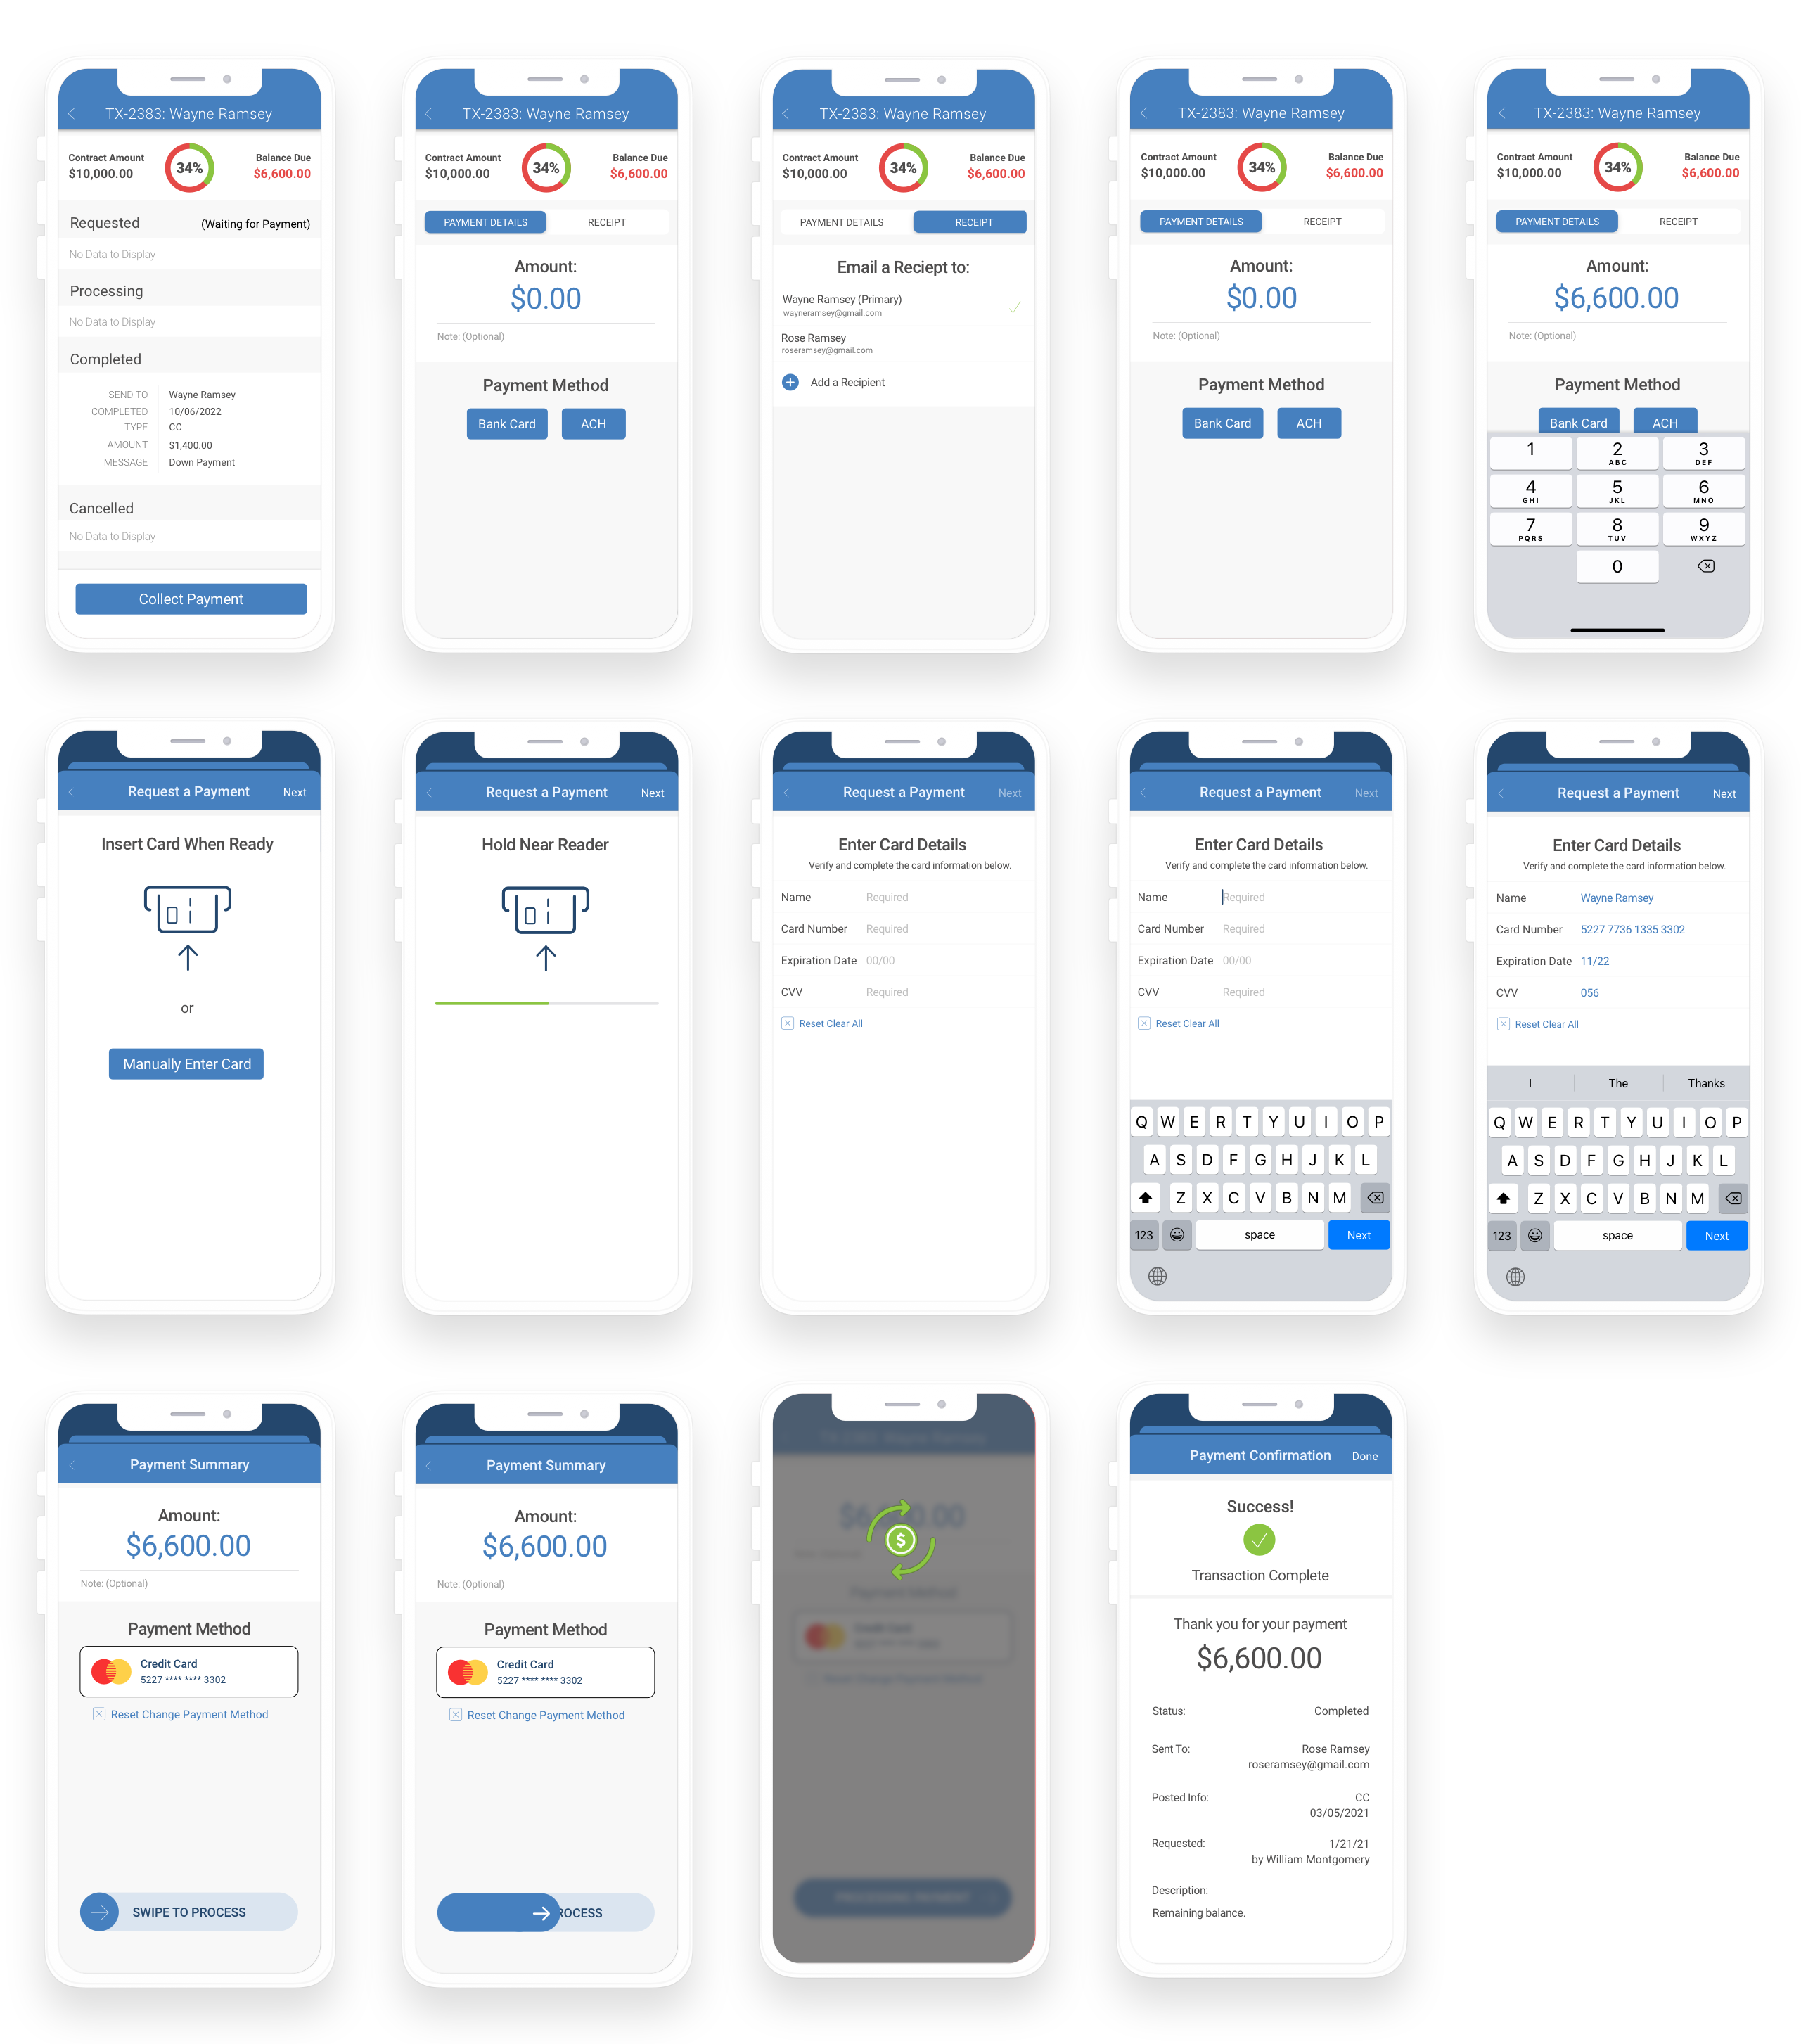 TX-2383: Wayne Ramsey
Contract Amount
$10,000.00
34%
Balance Due
$6,600.00
Requested
(Waiting for Payment)
No Data to Display
Processing
No Data to Display
Completed
SEND TO Wayne Ramsey
COMPLETED 10/06/2022
TYPE CC
AMOUNT $1,400.00
MESSAGE Down Payment
Cancelled
No Data to Display
Collect Payment
TX-2383: Wayne Ramsey
Contract Amount
$10,000.00
34%
Balance Due
$6,600.00
PAYMENT DETAILS RECEIPT
Amount:
$0.00
Note: (Optional)
Payment Method
Bank Card ACH
TX-2383: Wayne Ramsey
Contract Amount
$10,000.00
34%
Balance Due
$6,600.00
PAYMENT DETAILS RECEIPT
Email a Reciept to:
Wayne Ramsey (Primary)
wayneramsey@gmail.com
Rose Ramsey
roseramsey@gmail.com
Add a Recipient
TX-2383: Wayne Ramsey
Contract Amount
$10,000.00
34%
Balance Due
$6,600.00
PAYMENT DETAILS RECEIPT
Amount:
$0.00
Note: (Optional)
Payment Method
Bank Card ACH
TX-2383: Wayne Ramsey
Contract Amount
$10,000.00
34%
Balance Due
$6,600.00
PAYMENT DETAILS RECEIPT
Amount:
$6,600.00
Note: (Optional)
Payment Method
Bank Card ACH
1 2 3
ABC DEF
4 5 6
GHI JKL MNO
7 8 9
PQRS TUV WXYZ
0
Request a Payment Next
Insert Card When Ready
or
Manually Enter Card
Request a Payment Next
Hold Near Reader
Request a Payment Next
Enter Card Details
Verify and complete the card information below.
Name Required
Card Number Required
Expiration Date 00/00
CVV Required
Reset Clear All
Request a Payment Next
Enter Card Details
Verify and complete the card information below.
Name Required
Card Number Required
Expiration Date 00/00
CVV Required
Reset Clear All
Q W E R T Y U I O P
A S D F G H J K L
Z X C V B N M
123 space Next
Request a Payment Next
Enter Card Details
Verify and complete the card information below.
Name Wayne Ramsey
Card Number 5227 7736 1335 3302
Expiration Date 11/22
CVV 056
Reset Clear All
I The Thanks
Q W E R T Y U I O P
A S D F G H J K L
Z X C V B N M
123 space Next
Payment Summary
Amount:
$6,600.00
Note: (Optional)
Payment Method
Credit Card
5227 **** **** 3302
Reset Change Payment Method
SWIPE TO PROCESS
Payment Summary
Amount:
$6,600.00
Note: (Optional)
Payment Method
Credit Card
5227 **** **** 3302
Reset Change Payment Method
ROCESS
TX-2383: Wayne Ramsey
$6,600.00
$
Payment Method
Credit Card
Reset Change Payment Method
PROCESSING PAYMENT
Payment Confirmation Done
Success!
Transaction Complete
Thank you for your payment
$6,600.00
Status: Completed
Sent To: Rose Ramsey
roseramsey@gmail.com
Posted Info: CC
03/05/2021
Requested: 1/21/21
by William Montgomery
Description:
Remaining balance.